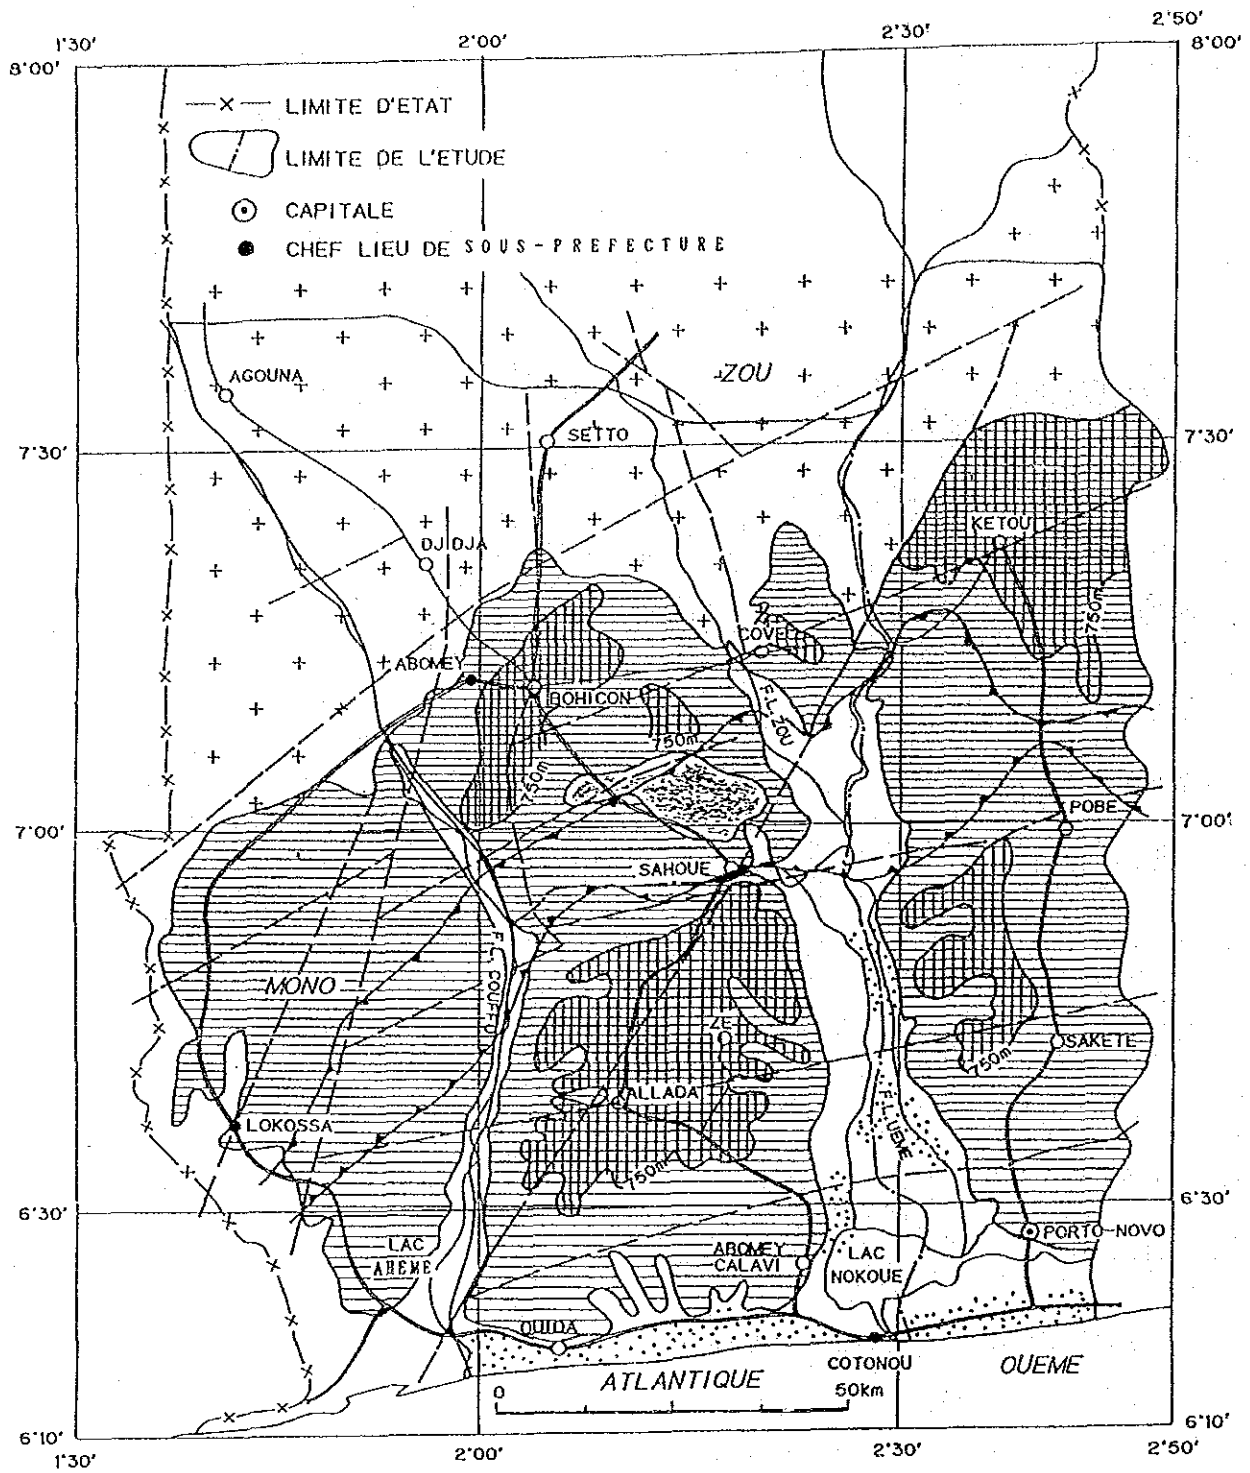 1°30'
2°00'
2°30'
2°50'
8°00'
8°00'
LIMITE D'ETAT
LIMITE DE L'ETUDE
CAPITALE
CHEF LIEU DE SOUS-PREFECTURE
AGOUNA
ZOU
SETTO
7°30'
7°30'
KETOU
DJIDJA
COVE
750m
ABOMEY
BOHICON
F.L.ZOU
750m
750m
POBE
7°00'
7°00'
SAHOUE
F.L. COUFFO
MONO
ZE
SAKETE
750m
ALLADA
LOKOSSA
F.LUEME
750m
6°30'
6°30'
PORTO-NOVO
LAC
AHEME
ABOMEY
CALAVI
LAC
NOKOUE
OUIDA
COTONOU
OUEME
ATLANTIQUE
0
50km
6°10'
6°10'
1°30'
2°00'
2°30'
2°50'